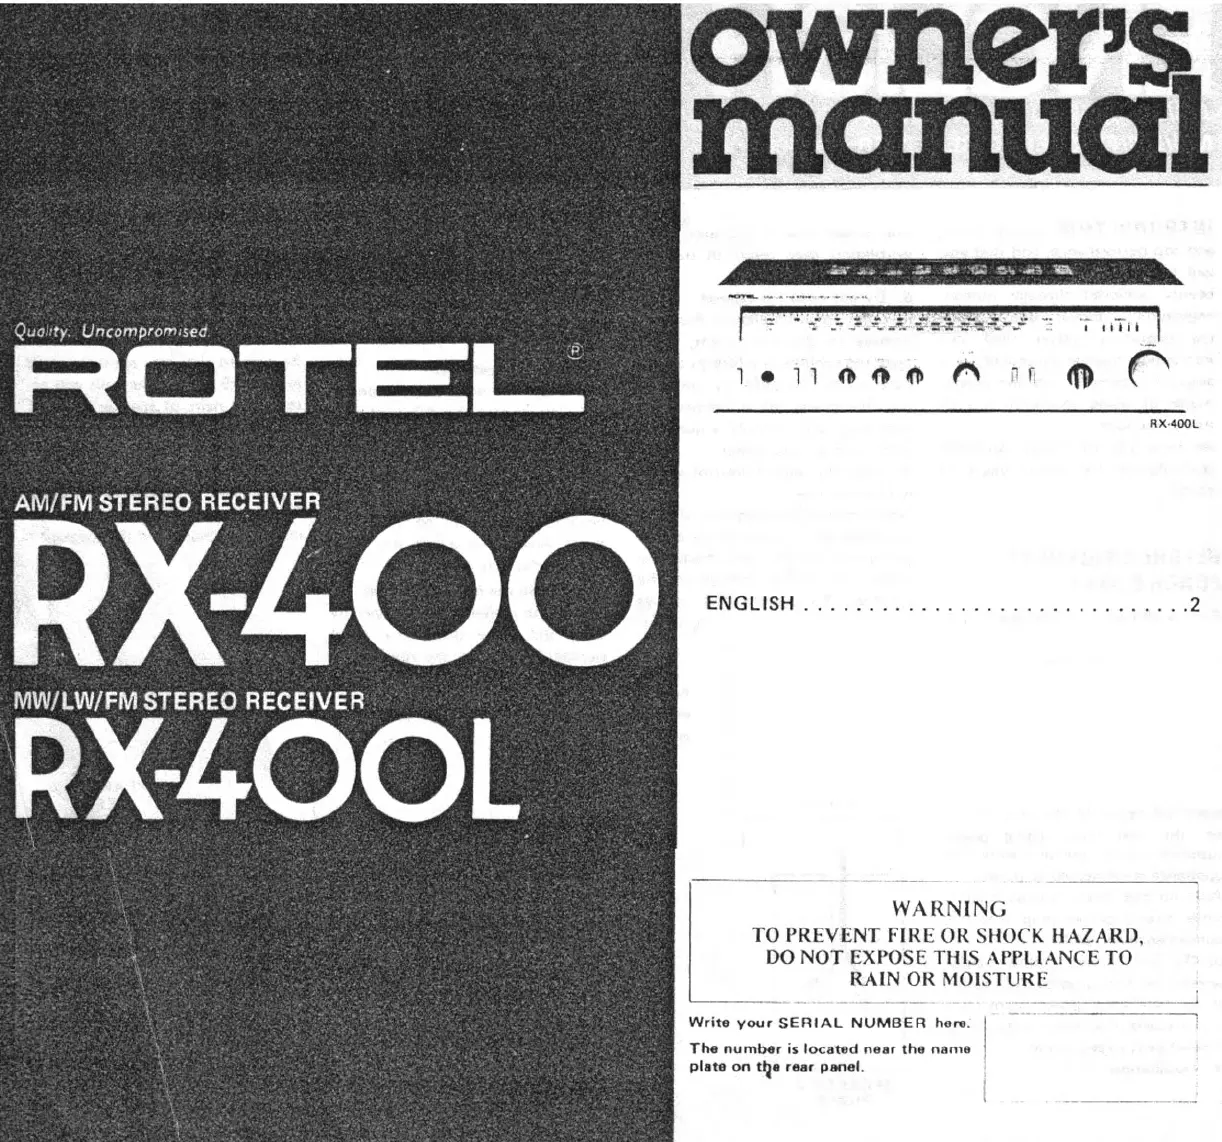 Quality. Uncompromised.
ROTEL®
AM/FM STEREO RECEIVER
RX-400
MW/LW/FM STEREO RECEIVER
RX-400L
owner's
manual
ROTEL
RX-400L
ENGLISH . . . . . . . . . . . . . . . . . . . . . . . . . . . . . . 2
WARNING
TO PREVENT FIRE OR SHOCK HAZARD,
DO NOT EXPOSE THIS APPLIANCE TO
RAIN OR MOISTURE
Write your SERIAL NUMBER here.
The number is located near the name
plate on the rear panel.